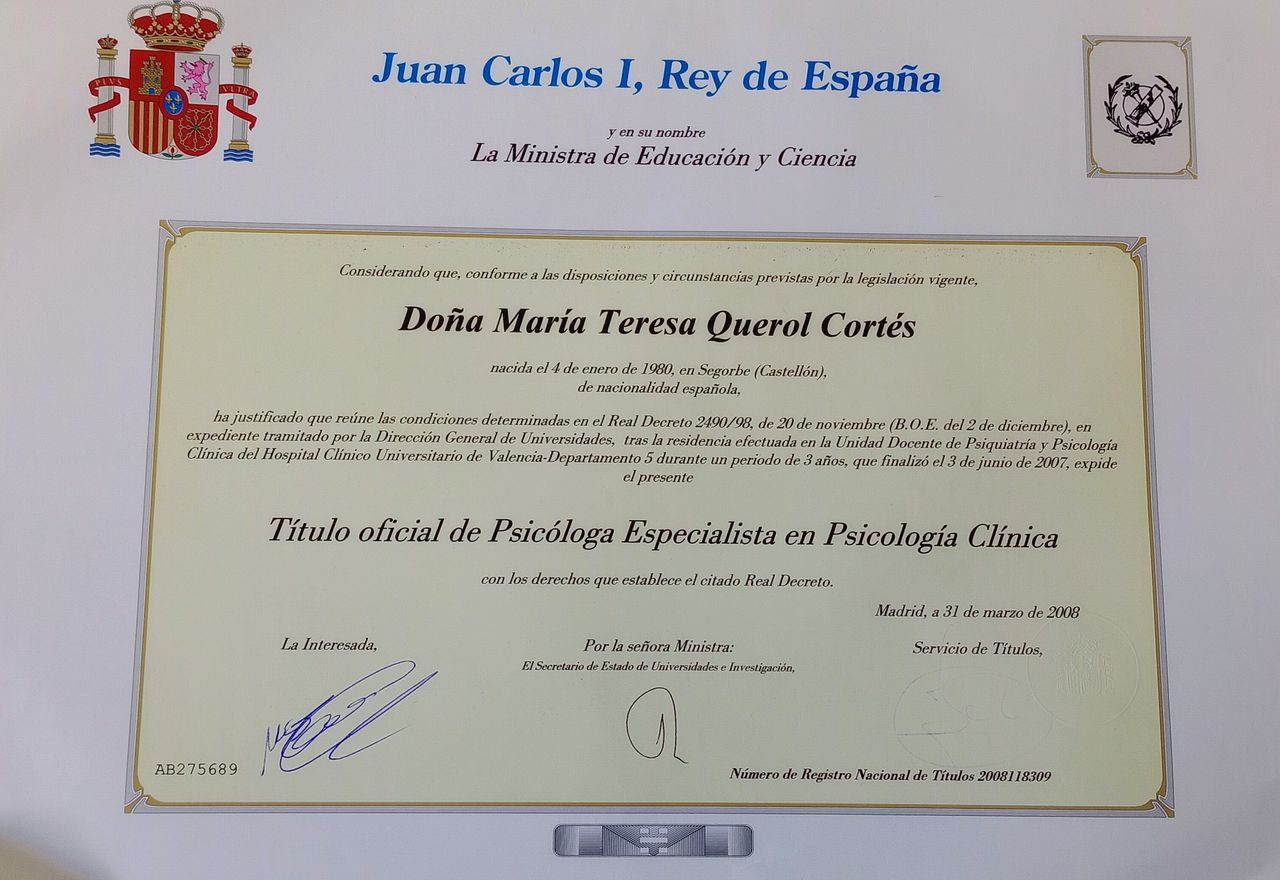 PLUS VLTRA
Juan Carlos I, Rey de España
y en su nombre
La Ministra de Educación y Ciencia
Considerando que, conforme a las disposiciones y circunstancias previstas por la legislación vigente,
Doña María Teresa Querol Cortés
nacida el 4 de enero de 1980, en Segorbe (Castellón),
de nacionalidad española,
ha justificado que reúne las condiciones determinadas en el Real Decreto 2490/98, de 20 de noviembre (B.O.E. del 2 de diciembre), en
expediente tramitado por la Dirección General de Universidades, tras la residencia efectuada en la Unidad Docente de Psiquiatría y Psicología
Clínica del Hospital Clínico Universitario de Valencia-Departamento 5 durante un periodo de 3 años, que finalizó el 3 de junio de 2007, expide
el presente
Título oficial de Psicóloga Especialista en Psicología Clínica
con los derechos que establece el citado Real Decreto.
Madrid, a 31 de marzo de 2008
La Interesada,
Por la señora Ministra:
El Secretario de Estado de Universidades e Investigación,
Servicio de Títulos,
AB275689
Número de Registro Nacional de Títulos 2008118309